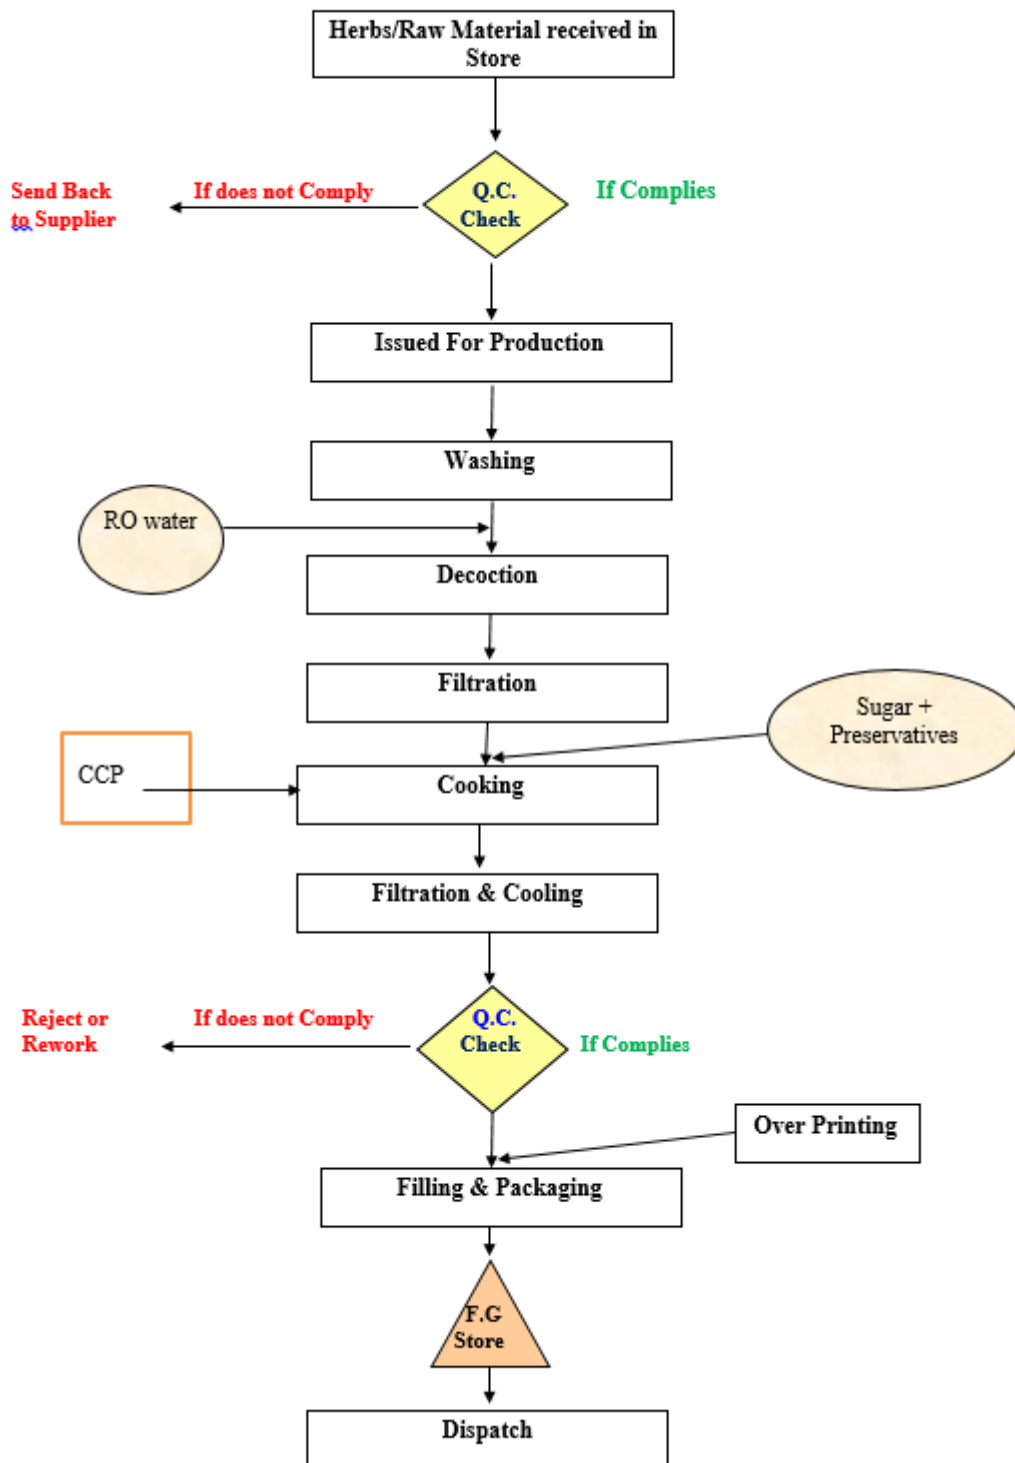 Herbs/Raw Material received in
Store
Send Back
to Supplier
If does not Comply
Q.C.
Check
If Complies
Issued For Production
Washing
RO water
Decoction
Filtration
Sugar +
Preservatives
CCP
Cooking
Filtration & Cooling
Reject or
Rework
If does not Comply
Q.C.
Check
If Complies
Over Printing
Filling & Packaging
F.G
Store
Dispatch